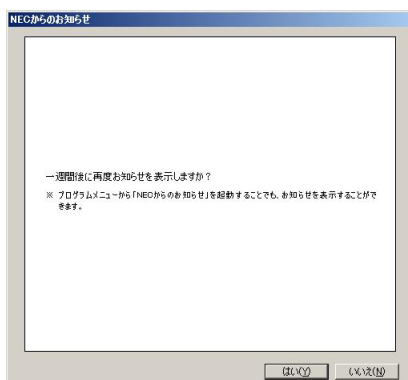 NECからのお知らせ
一週間後に再度お知らせを表示しますか？
※ プログラムメニューから「NECからのお知らせ」を起動することでも、お知らせを表示することがで
きます。
はい(Y)
いいえ(N)